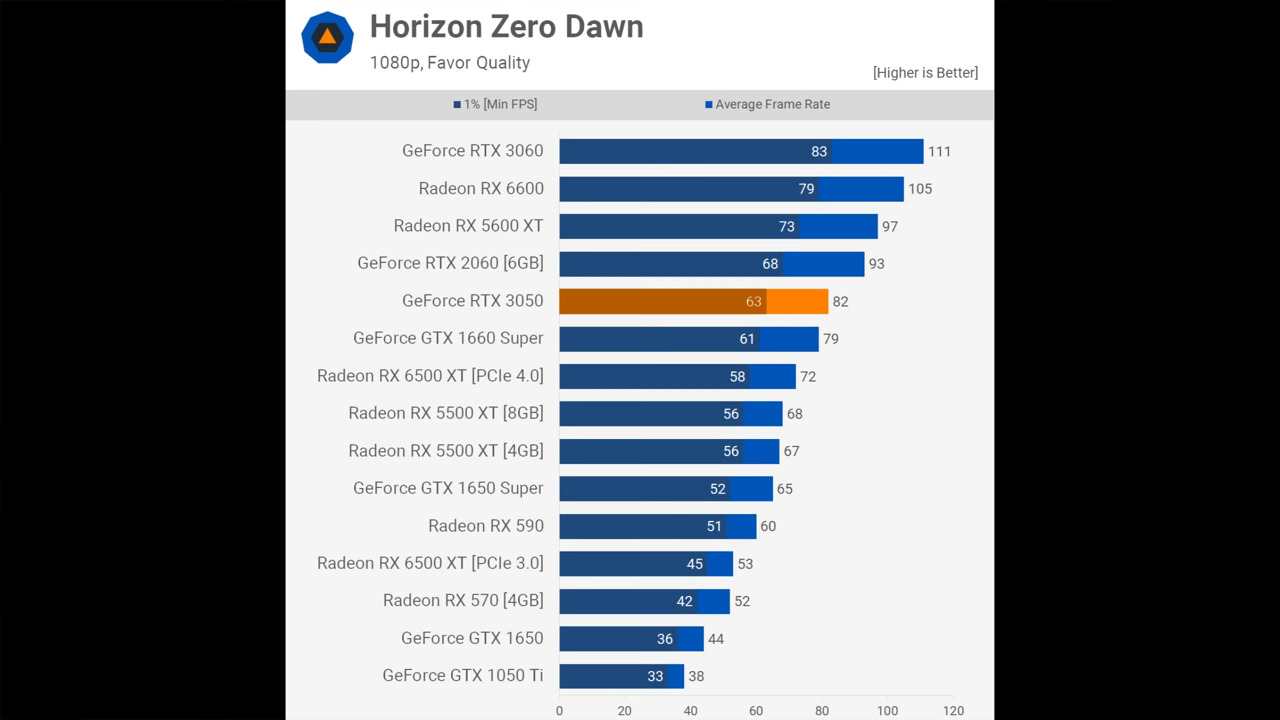 Horizon Zero Dawn
1080p, Favor Quality
[Higher is Better]
1% [Min FPS] Average Frame Rate
GeForce RTX 3060 83 111
Radeon RX 6600 79 105
Radeon RX 5600 XT 73 97
GeForce RTX 2060 [6GB] 68 93
GeForce RTX 3050 63 82
GeForce GTX 1660 Super 61 79
Radeon RX 6500 XT [PCIe 4.0] 58 72
Radeon RX 5500 XT [8GB] 56 68
Radeon RX 5500 XT [4GB] 56 67
GeForce GTX 1650 Super 52 65
Radeon RX 590 51 60
Radeon RX 6500 XT [PCIe 3.0] 45 53
Radeon RX 570 [4GB] 42 52
GeForce GTX 1650 36 44
GeForce GTX 1050 Ti 33 38
0 20 40 60 80 100 120